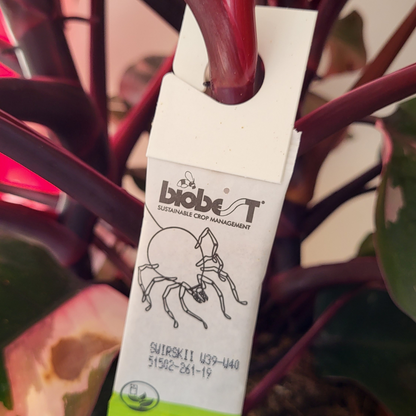 biobeST®
SUSTAINABLE CROP MANAGEMENT
SWIRSKII W39-W40
51502-261-19